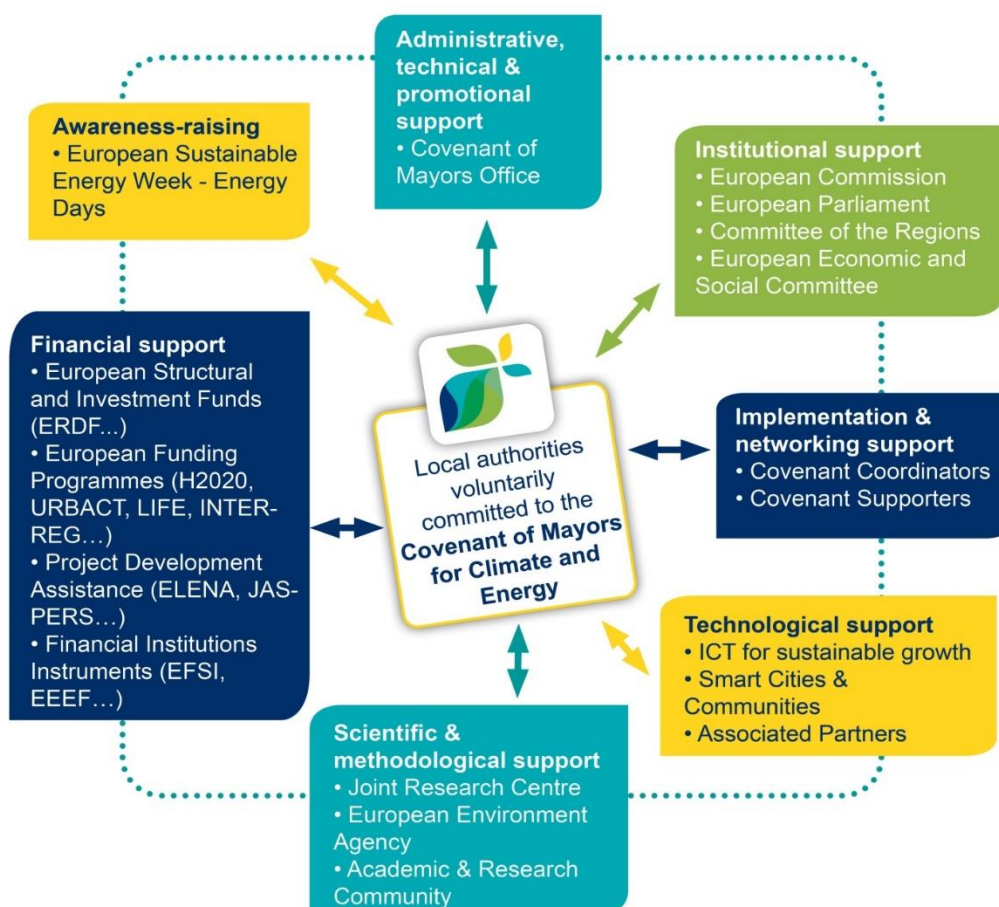 Administrative,
technical &
promotional
support
• Covenant of
Mayors Office
Awareness-raising
• European Sustainable
Energy Week - Energy
Days
Institutional support
• European Commission
• European Parliament
• Committee of the Regions
• European Economic and
Social Committee
Financial support
• European Structural
and Investment Funds
(ERDF...)
• European Funding
Programmes (H2020,
URBACT, LIFE, INTER-
REG…)
• Project Development
Assistance (ELENA, JAS-
PERS…)
• Financial Institutions
Instruments (EFSI,
EEEF…)
Local authorities
voluntarily
committed to the
Covenant of Mayors
for Climate and
Energy
Implementation &
networking support
• Covenant Coordinators
• Covenant Supporters
Technological support
• ICT for sustainable growth
• Smart Cities &
Communities
• Associated Partners
Scientific &
methodological support
• Joint Research Centre
• European Environment
Agency
• Academic & Research
Community